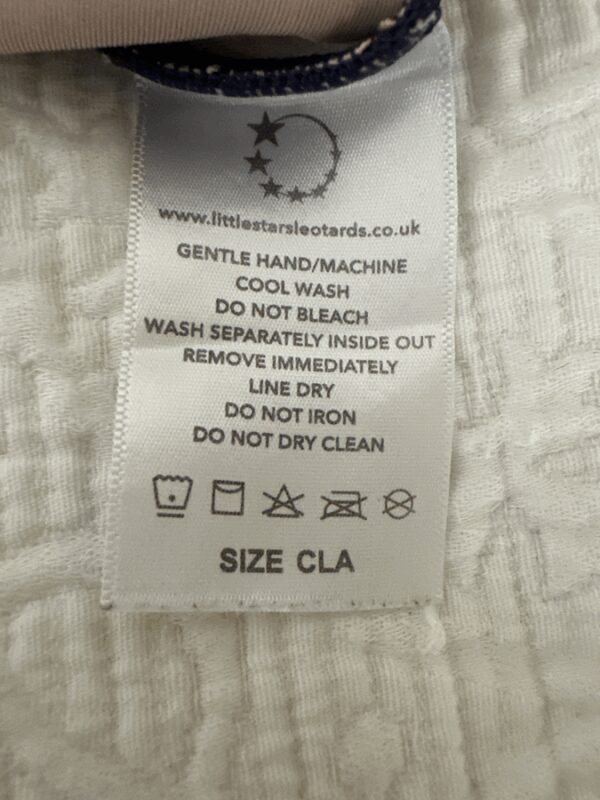 www.littlestarsleotards.co.uk
GENTLE HAND/MACHINE
COOL WASH
DO NOT BLEACH
WASH SEPARATELY INSIDE OUT
REMOVE IMMEDIATELY
LINE DRY
DO NOT IRON
DO NOT DRY CLEAN
SIZE CLA